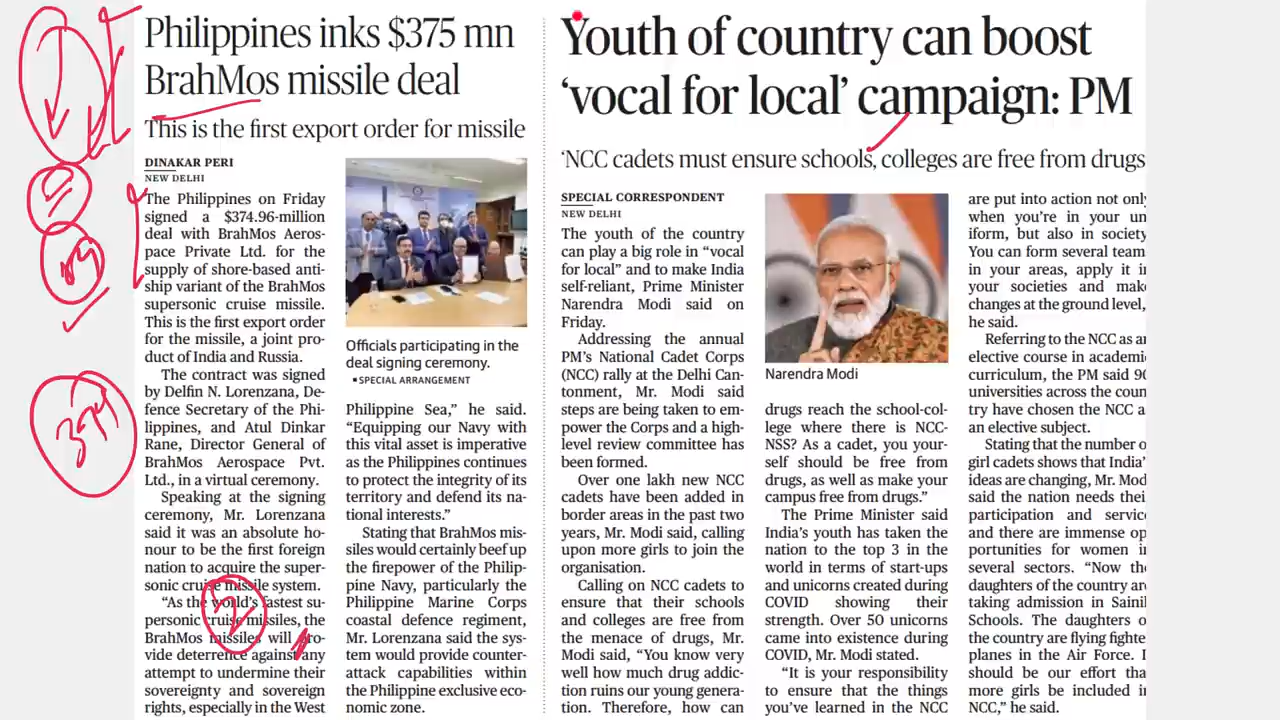 Philippines inks $375 mn
BrahMos missile deal
This is the first export order for missile
DINAKAR PERI
NEW DELHI
The Philippines on Friday
signed a $374.96-million
deal with BrahMos Aeros-
pace Private Ltd. for the
supply of shore-based anti-
ship variant of the BrahMos
supersonic cruise missile.
This is the first export order
for the missile, a joint pro-
duct of India and Russia.
The contract was signed
by Delfin N. Lorenzana, De-
fence Secretary of the Phi-
lippines, and Atul Dinkar
Rane, Director General of
BrahMos Aerospace Pvt.
Ltd., in a virtual ceremony.
Speaking at the signing
ceremony, Mr. Lorenzana
said it was an absolute ho-
nour to be the first foreign
nation to acquire the super-
sonic cruise missile system.
“As the world’s fastest su-
personic cruise missiles, the
BrahMos missiles will pro-
vide deterrence against any
attempt to undermine their
sovereignty and sovereign
rights, especially in the West
Officials participating in the
deal signing ceremony.
▪SPECIAL ARRANGEMENT
Philippine Sea,” he said.
“Equipping our Navy with
this vital asset is imperative
as the Philippines continues
to protect the integrity of its
territory and defend its na-
tional interests.”
Stating that BrahMos mis-
siles would certainly beef up
the firepower of the Philip-
pine Navy, particularly the
Philippine Marine Corps
coastal defence regiment,
Mr. Lorenzana said the sys-
tem would provide counter-
attack capabilities within
the Philippine exclusive eco-
nomic zone.
Youth of country can boost
‘vocal for local’ campaign: PM
‘NCC cadets must ensure schools, colleges are free from drugs
SPECIAL CORRESPONDENT
NEW DELHI
The youth of the country
can play a big role in “vocal
for local” and to make India
self-reliant, Prime Minister
Narendra Modi said on
Friday.
Addressing the annual
PM’s National Cadet Corps
(NCC) rally at the Delhi Can-
tonment, Mr. Modi said
steps are being taken to em-
power the Corps and a high-
level review committee has
been formed.
Over one lakh new NCC
cadets have been added in
border areas in the past two
years, Mr. Modi said, calling
upon more girls to join the
organisation.
Calling on NCC cadets to
ensure that their schools
and colleges are free from
the menace of drugs, Mr.
Modi said, “You know very
well how much drug addic-
tion ruins our young genera-
tion. Therefore, how can
Narendra Modi
drugs reach the school-col-
lege where there is NCC-
NSS? As a cadet, you your-
self should be free from
drugs, as well as make your
campus free from drugs.”
The Prime Minister said
India’s youth has taken the
nation to the top 3 in the
world in terms of start-ups
and unicorns created during
COVID showing their
strength. Over 50 unicorns
came into existence during
COVID, Mr. Modi stated.
“It is your responsibility
to ensure that the things
you’ve learned in the NCC
are put into action not only
when you’re in your un
iform, but also in society
You can form several teams
in your areas, apply it in
your societies and make
changes at the ground level,
he said.
Referring to the NCC as an
elective course in academi
curriculum, the PM said 90
universities across the coun
try have chosen the NCC a
an elective subject.
Stating that the number o
girl cadets shows that India’
ideas are changing, Mr. Mod
said the nation needs thei
participation and servic
and there are immense op
portunities for women in
several sectors. “Now the
daughters of the country are
taking admission in Saini
Schools. The daughters o
the country are flying fighte
planes in the Air Force. I
should be our effort tha
more girls be included in
NCC,” he said.